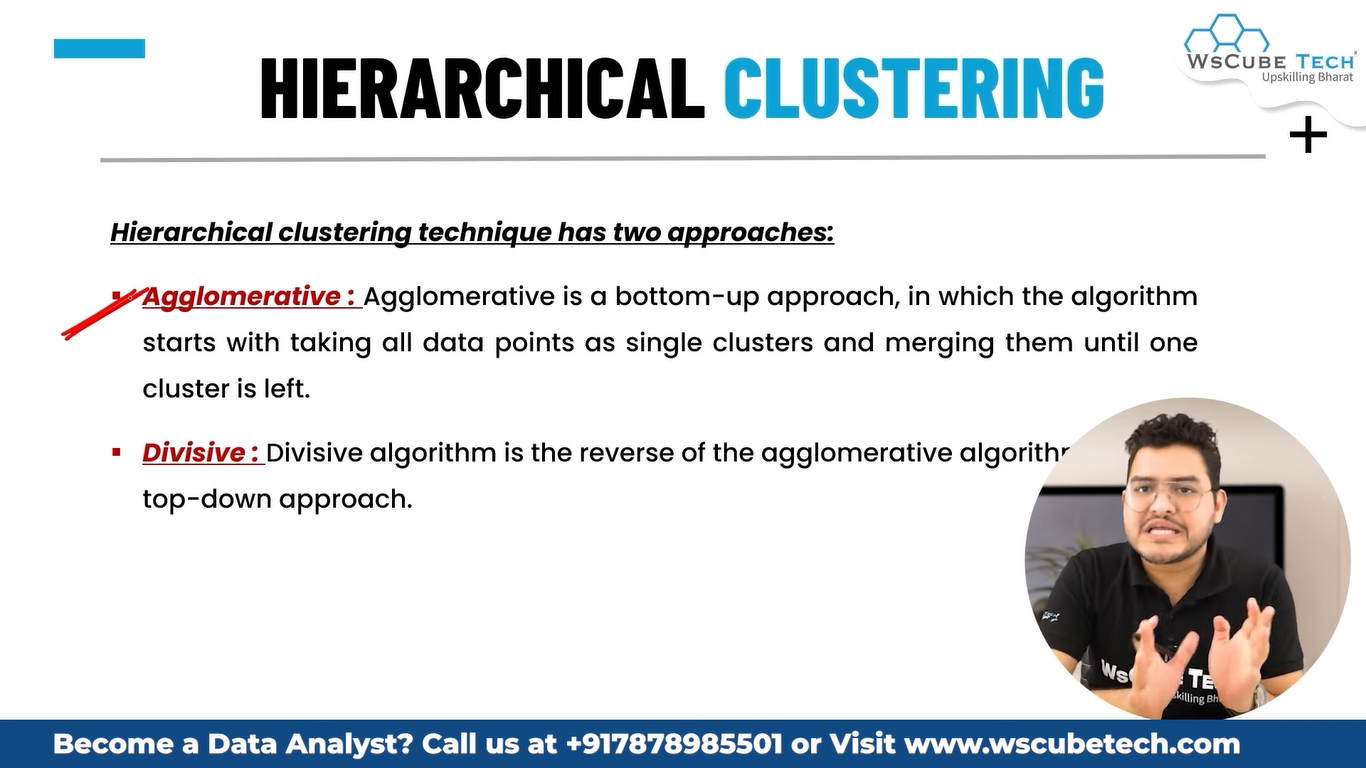 WsCube Tech
Upskilling Bharat
HIERARCHICAL CLUSTERING
Hierarchical clustering technique has two approaches:
Agglomerative : Agglomerative is a bottom-up approach, in which the algorithm
starts with taking all data points as single clusters and merging them until one
cluster is left.
Divisive : Divisive algorithm is the reverse of the agglomerative
top-down approach.
Become a Data Analyst? Call us at +917878985501 or Visit www.wscubetech.com